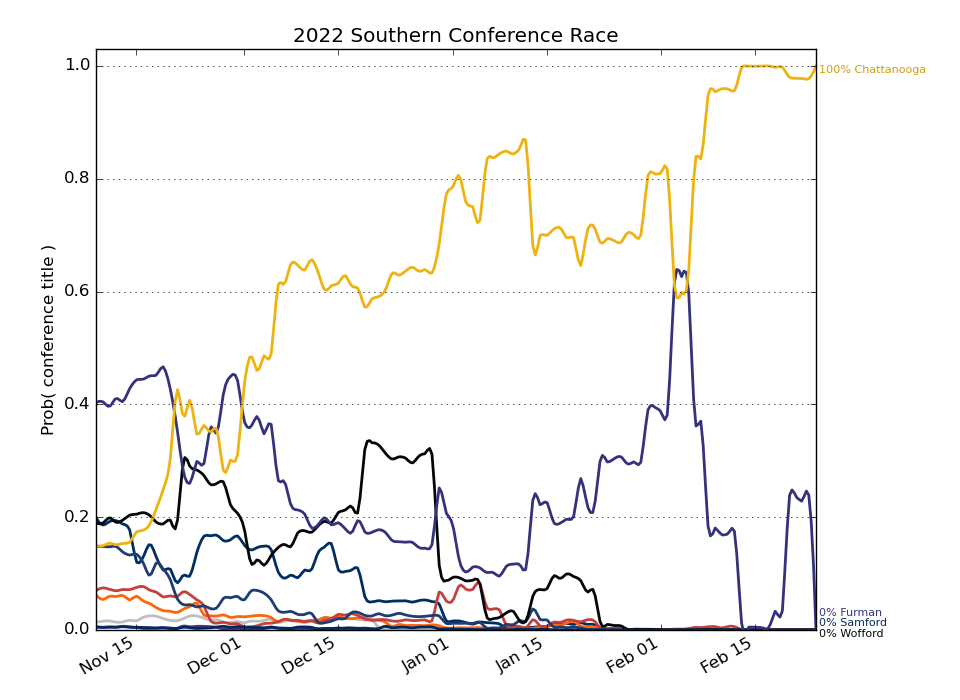 2022 Southern Conference Race
Prob( conference title )
1.0
0.8
0.6
0.4
0.2
0.0
100% Chattanooga
0% Furman
0% Samford
0% Wofford
Nov 15
Dec 01
Dec 15
Jan 01
Jan 15
Feb 01
Feb 15